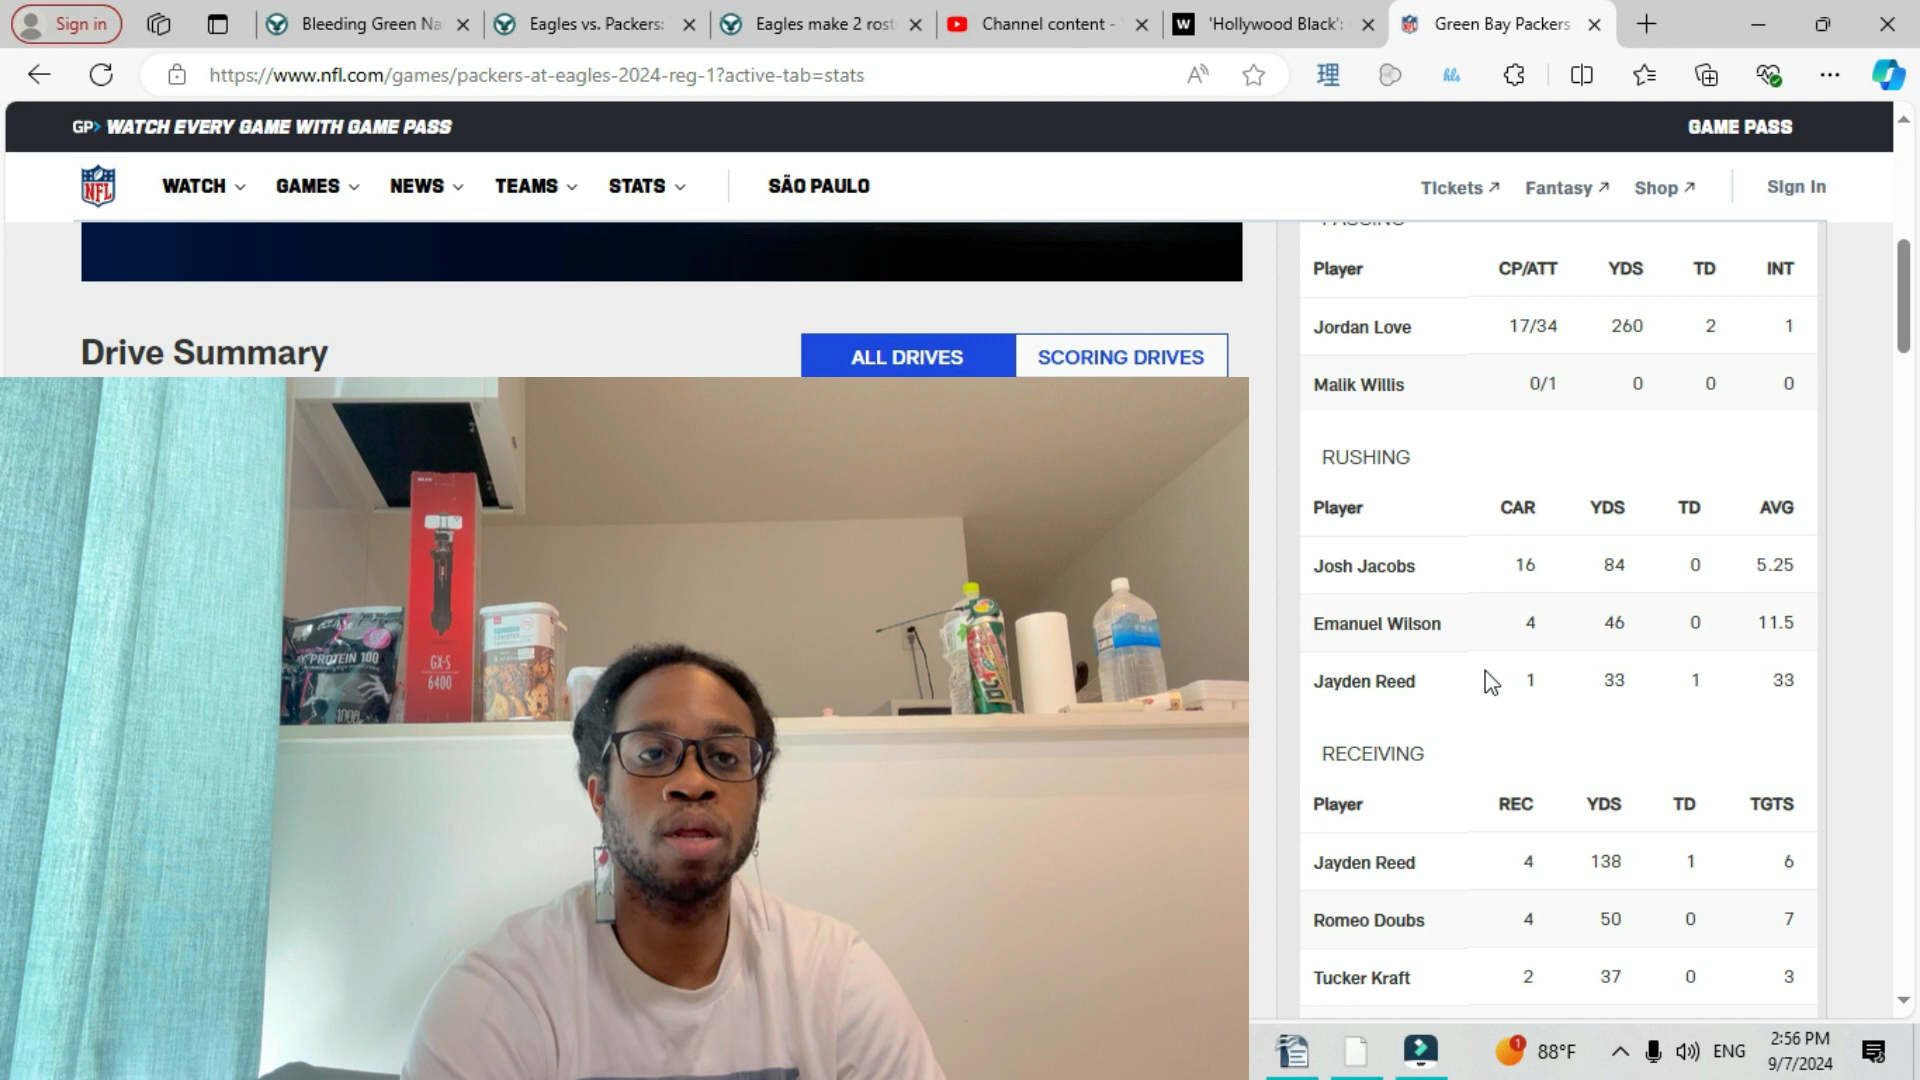 Sign in
Bleeding Green Na
Eagles vs. Packers:
Eagles make 2 rost
Channel content -
'Hollywood Black':
Green Bay Packers
https://www.nfl.com/games/packers-at-eagles-2024-reg-1?active-tab=stats
GP> WATCH EVERY GAME WITH GAME PASS
GAME PASS
NFL
WATCH
GAMES
NEWS
TEAMS
STATS
SÃO PAULO
Tickets
Fantasy
Shop
Sign In
PASSING
Player CP/ATT YDS TD INT
Jordan Love 17/34 260 2 1
Malik Willis 0/1 0 0 0
Drive Summary
ALL DRIVES
SCORING DRIVES
RUSHING
Player CAR YDS TD AVG
Josh Jacobs 16 84 0 5.25
Emanuel Wilson 4 46 0 11.5
Jayden Reed 1 33 1 33
RECEIVING
Player REC YDS TD TGTS
Jayden Reed 4 138 1 6
Romeo Doubs 4 50 0 7
Tucker Kraft 2 37 0 3
PROTEIN 100
GX-S
6400
1
88°F
ENG
2:56 PM
9/7/2024